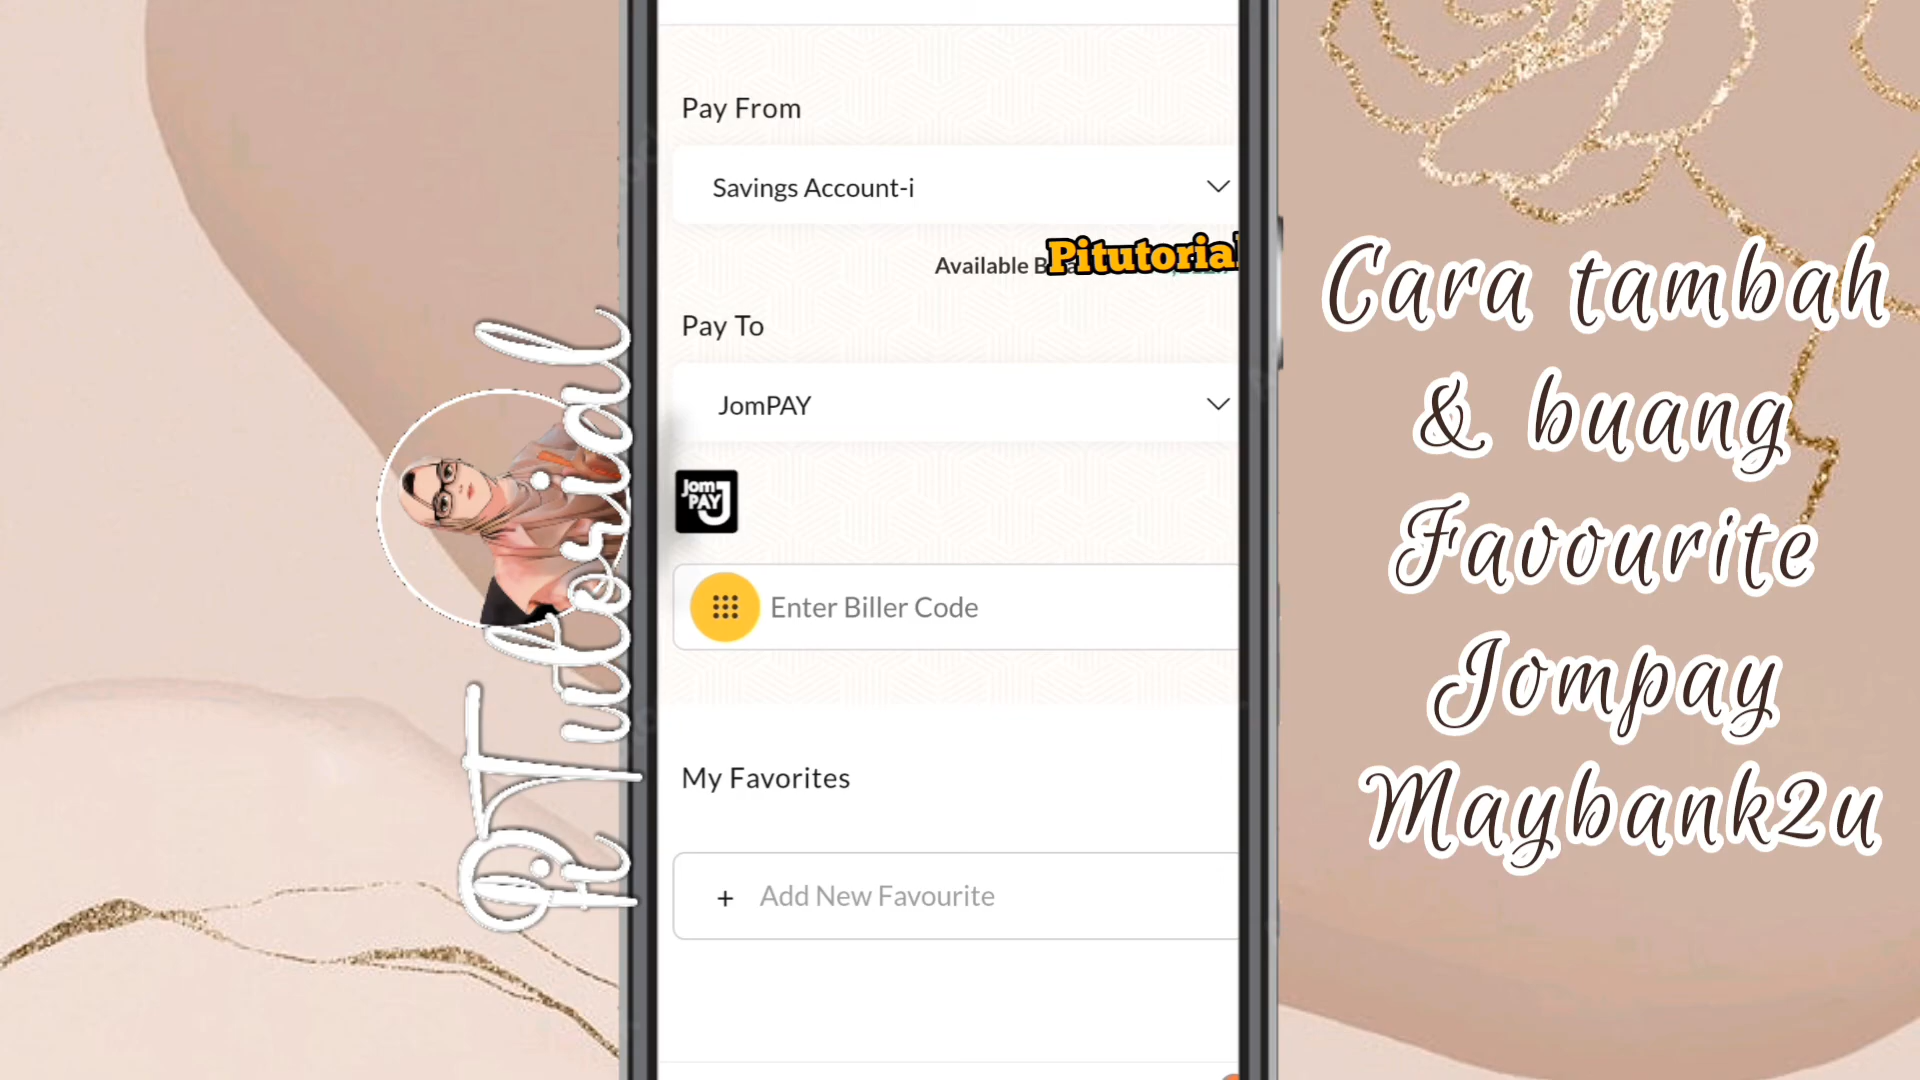 Pay From
Savings Account-i
Available
Pitutorial
Pay To
JomPAY
Jom
PAY
Enter Biller Code
My Favorites
+ Add New Favourite
PiTutorial
Cara tambah
& buang
Favourite
Jompay
Maybank2u